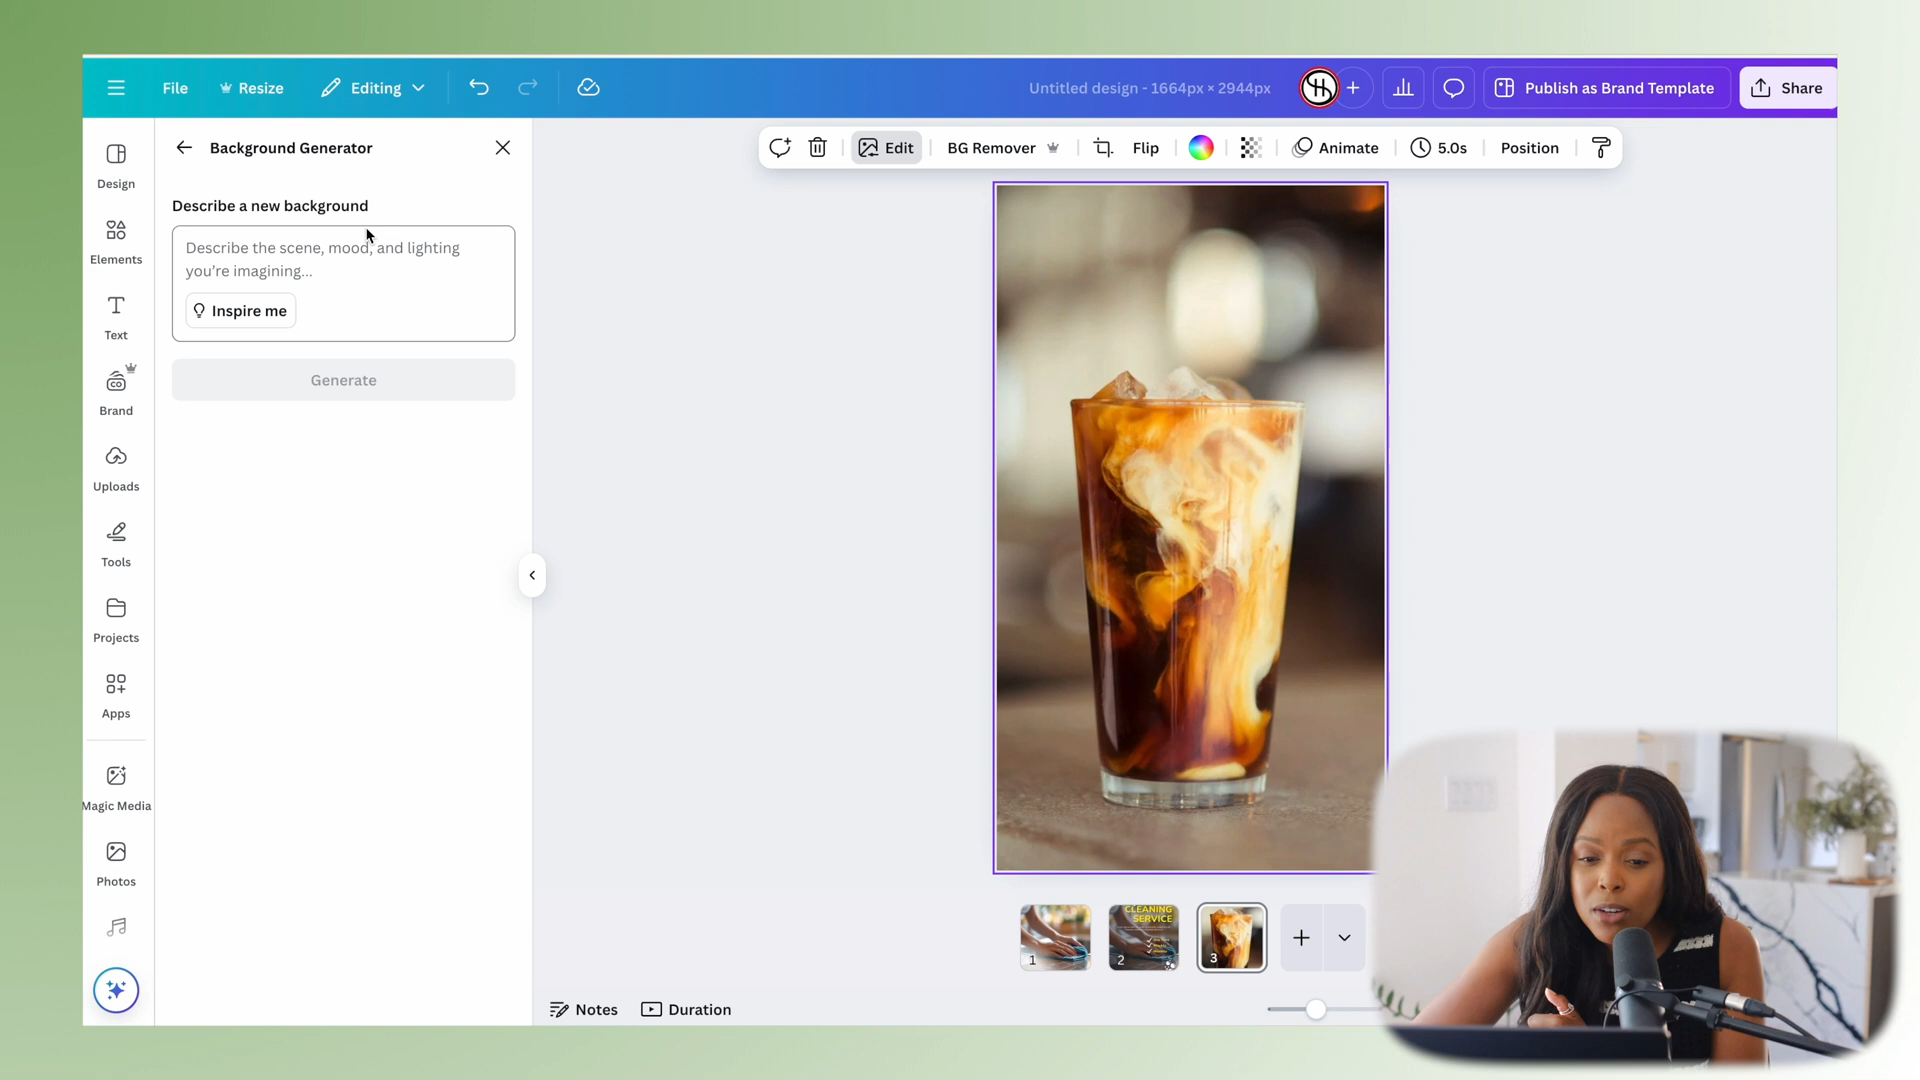 File
Resize
Editing
Untitled design - 1664px × 2944px
Publish as Brand Template
Share
Design
Elements
Text
Brand
Uploads
Tools
Projects
Apps
Magic Media
Photos
Background Generator
Describe a new background
Describe the scene, mood, and lighting
you're imagining...
Inspire me
Generate
Edit
BG Remover
Flip
Animate
5.0s
Position
1
CLEANING
SERVICE
2
3
Notes
Duration